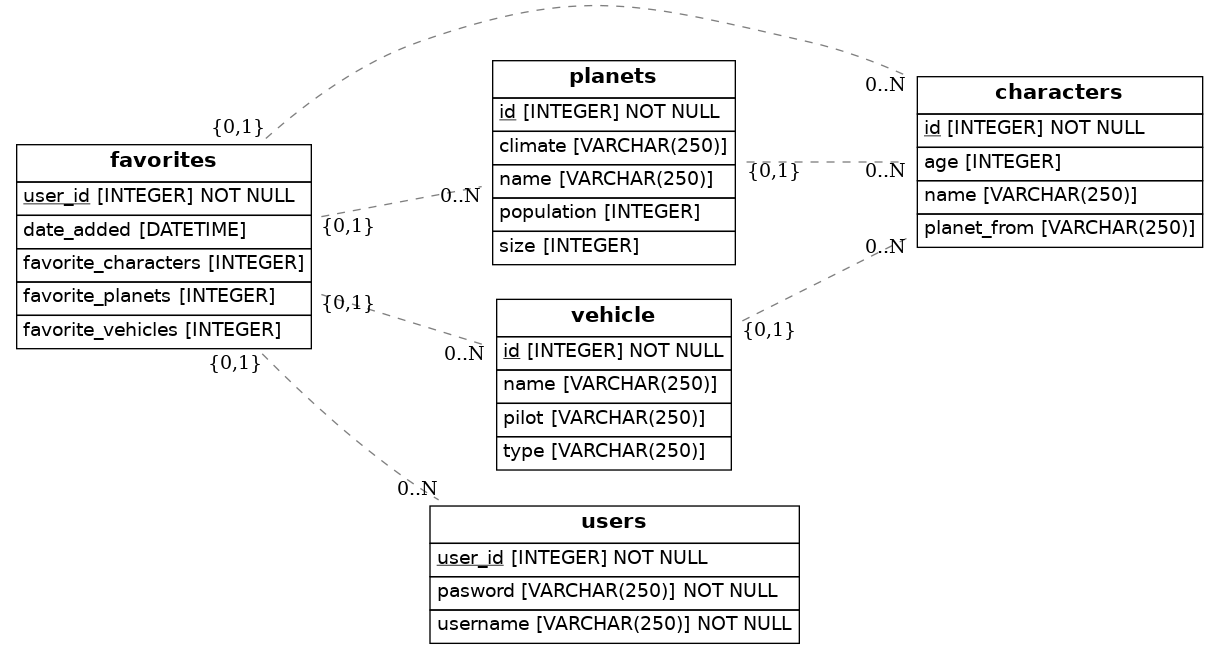 favorites
user_id [INTEGER] NOT NULL
date_added [DATETIME]
favorite_characters [INTEGER]
favorite_planets [INTEGER]
favorite_vehicles [INTEGER]
planets
id [INTEGER] NOT NULL
climate [VARCHAR(250)]
name [VARCHAR(250)]
population [INTEGER]
size [INTEGER]
characters
id [INTEGER] NOT NULL
age [INTEGER]
name [VARCHAR(250)]
planet_from [VARCHAR(250)]
vehicle
id [INTEGER] NOT NULL
name [VARCHAR(250)]
pilot [VARCHAR(250)]
type [VARCHAR(250)]
users
user_id [INTEGER] NOT NULL
pasword [VARCHAR(250)] NOT NULL
username [VARCHAR(250)] NOT NULL
{0,1}
0..N
{0,1}
0..N
{0,1}
0..N
{0,1}
0..N
{0,1}
0..N
{0,1}
0..N